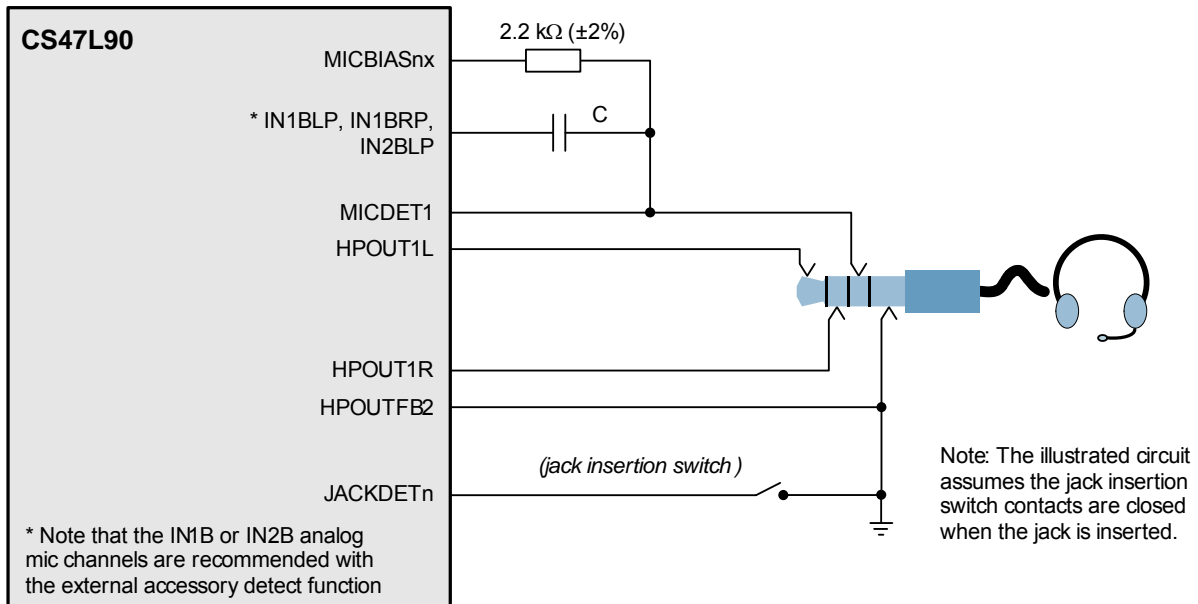 CS47L90
2.2 kΩ (±2%)
MICBIASnx
* IN1BLP, IN1BRP,
IN2BLP
C
MICDET1
HPOUT1L
HPOUT1R
HPOUTFB2
(jack insertion switch)
JACKDETn
Note: The illustrated circuit
assumes the jack insertion
switch contacts are closed
when the jack is inserted.
* Note that the IN1B or IN2B analog
mic channels are recommended with
the external accessory detect function